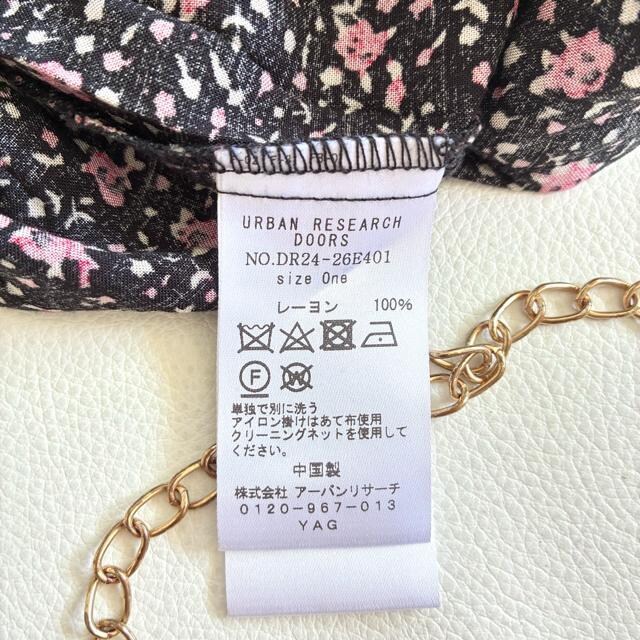 URBAN RESEARCH
DOORS
NO.DR24-26E401
size One
レーヨン 100%
F W
単独で別に洗う
アイロン掛けはあて布使用
クリーニングネットを使用して
ください。
中国製
株式会社 アーバンリサーチ
0120-967-013
YAG